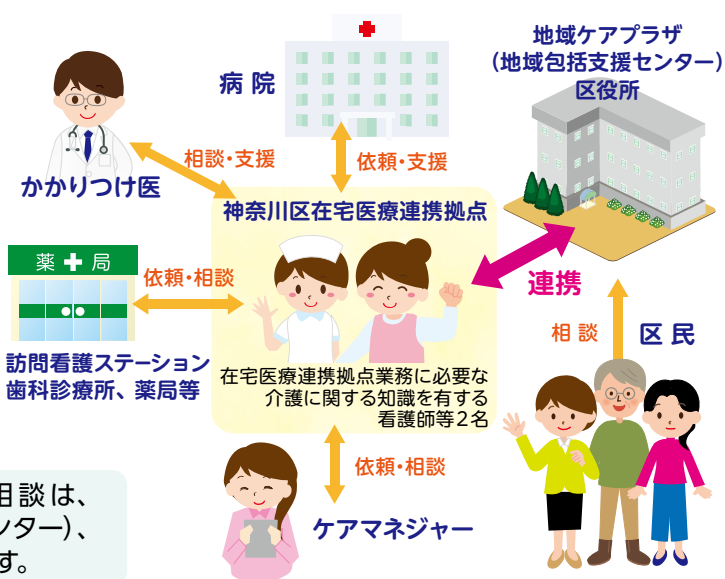 病院
地域ケアプラザ
(地域包括支援センター)
区役所
相談・支援
依頼・支援
かかりつけ医
神奈川区在宅医療連携拠点
薬局
依頼・相談
連携
訪問看護ステーション
歯科診療所、薬局等
在宅医療連携拠点業務に必要な
介護に関する知識を有する
看護師等2名
相談
区民
依頼・相談
ケアマネジャー
相談は、
ンター)、
す。